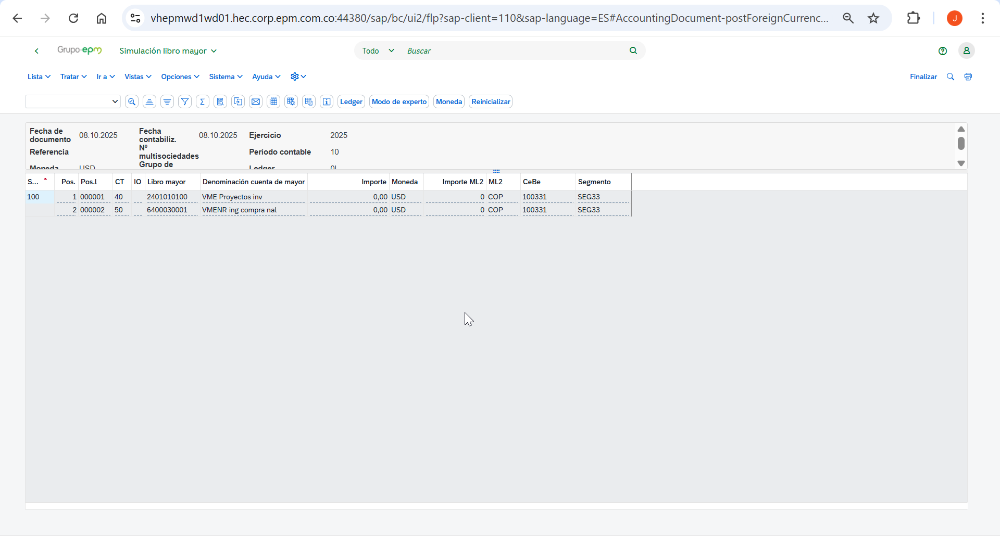 vhepmwd1wd01.hec.corp.epm.com.co:44380/sap/bc/ui2/flp?sap-client=110&sap-language=ES#AccountingDocument-postForeignCurrenc...
J
Grupo·epm
Simulación libro mayor
Todo
Buscar
Lista
Tratar
Ir a
Vistas
Opciones
Sistema
Ayuda
Finalizar
Ledger
Modo de experto
Moneda
Reinicializar
Fecha de documento 08.10.2025 Fecha contabiliz. 08.10.2025 Ejercicio 2025
Referencia Nº multisociedades Período contable 10
Moneda USD Grupo de Ledger 0L
S... Pos. Pos.l CT IO Libro mayor Denominación cuenta de mayor Importe Moneda Importe ML2 ML2 CeBe Segmento
100 1 000001 40 2401010100 VME Proyectos inv 0,00 USD 0 COP 100331 SEG33
2 000002 50 6400030001 VMENR ing compra nal 0,00 USD 0 COP 100331 SEG33